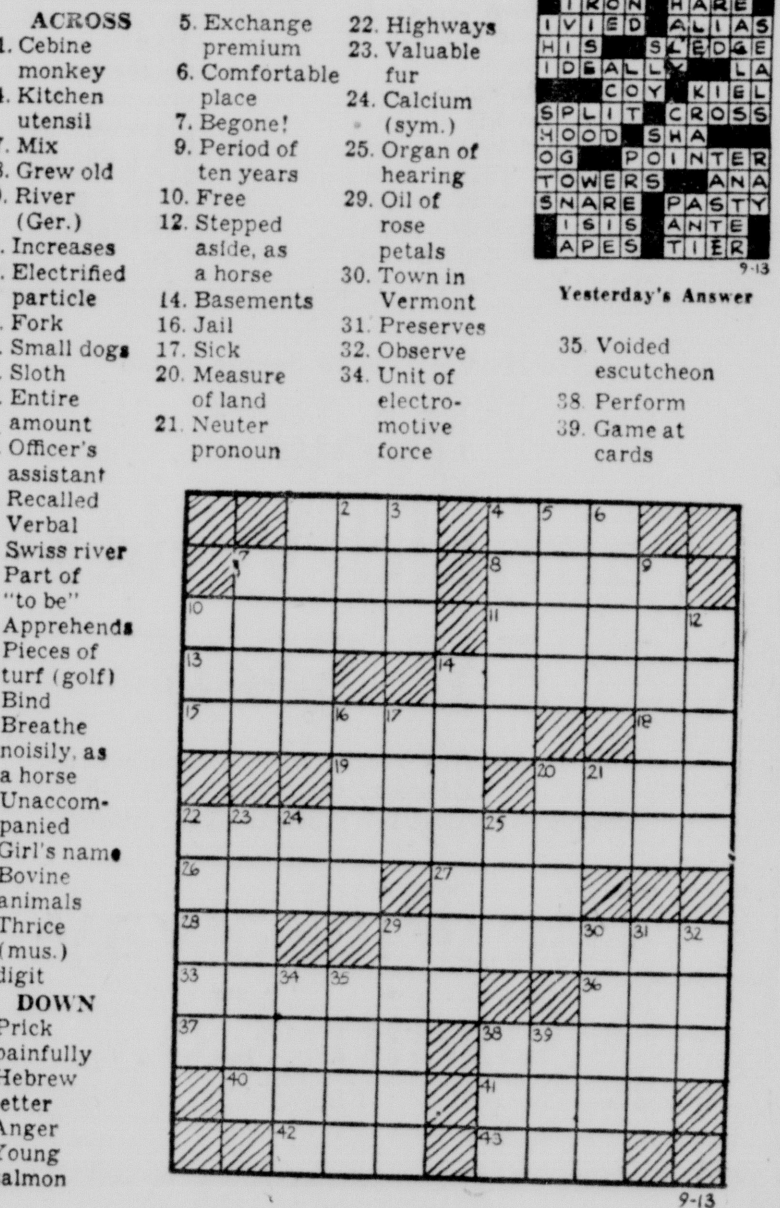 ACROSS
1. Cebine
monkey
4. Kitchen
utensil
7. Mix
8. Grew old
. River
(Ger.)
. Increases
. Electrified
particle
. Fork
. Small dogs
. Sloth
. Entire
amount
. Officer's
assistant
Recalled
Verbal
Swiss river
Part of
"to be"
Apprehends
Pieces of
turf (golf)
Bind
Breathe
noisily, as
a horse
Unaccom-
panied
Girl's name
Bovine
animals
Thrice
(mus.)
digit
DOWN
Prick
painfully
Hebrew
etter
Anger
Young
almon
5. Exchange
premium
6. Comfortable
place
7. Begone!
9. Period of
ten years
10. Free
12. Stepped
aside, as
a horse
14. Basements
16. Jail
17. Sick
20. Measure
of land
21. Neuter
pronoun
22. Highways
23. Valuable
fur
24. Calcium
(sym.)
25. Organ of
hearing
29. Oil of
rose
petals
30. Town in
Vermont
31. Preserves
32. Observe
34. Unit of
electro-
motive
force
IRON HARE
IVIED ALIAS
HIS SLEDGE
IDEALLY LA
COY KIEL
SPLIT CROSS
HOOD SHA
OG POINTER
TOWERS ANA
SNARE PASTY
ISIS ANTE
APES TIER
9-13
Yesterday's Answer
35. Voided
escutcheon
38. Perform
39. Game at
cards
2 3 4 5 6
7 8 9
10 11 12
13 14
15 16 17 18
19 20 21
22 23 24 25
26 27
28 29 30 31 32
33 34 35 36
37 38 39
40 41
42 43
9-13